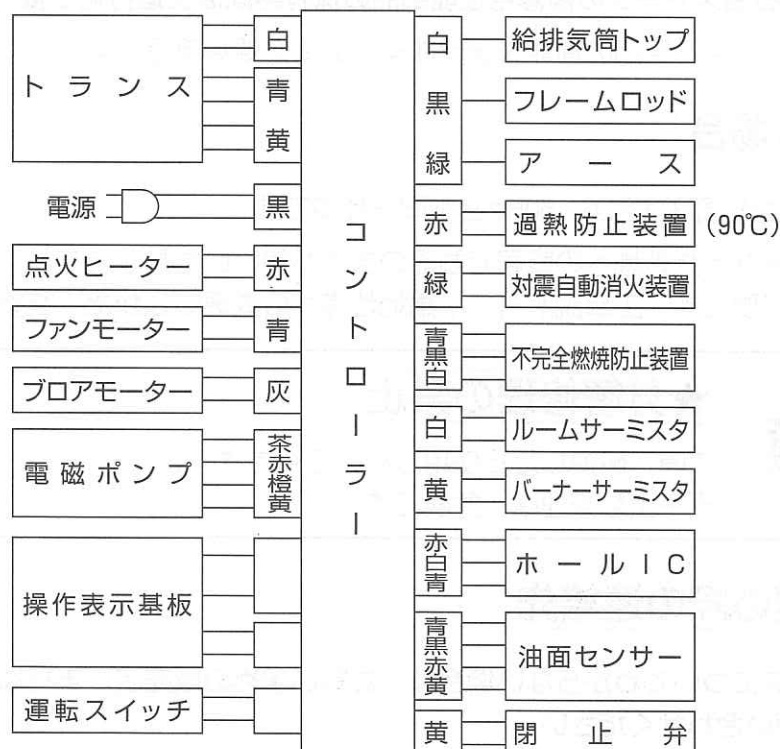 トランス
白
青
黄
電源
黒
点火ヒーター
赤
ファンモーター
青
ブロアモーター
灰
電磁ポンプ
茶
赤
橙
黄
操作表示基板
運転スイッチ
コントローラー
白
給排気筒トップ
黒
フレームロッド
緑
アース
赤
過熱防止装置 (90℃)
緑
対震自動消火装置
青
黒
白
不完全燃焼防止装置
白
ルームサーミスタ
黄
バーナーサーミスタ
赤
白
青
ホールIC
青
黒
赤
黄
油面センサー
黄
閉止弁